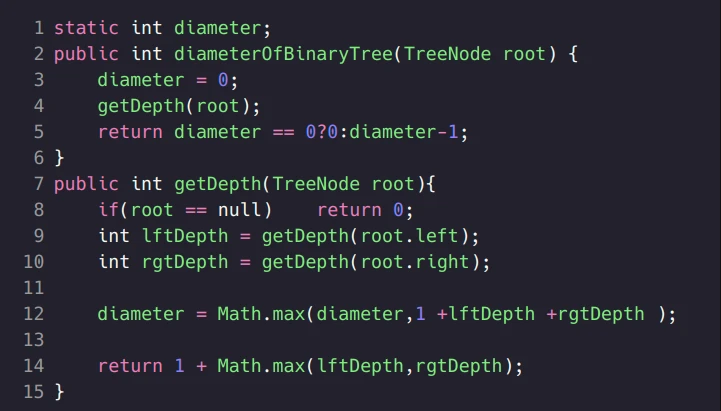 1 static int diameter;
2 public int diameterOfBinaryTree(TreeNode root) {
3     diameter = 0;
4     getDepth(root);
5     return diameter == 0?0:diameter-1;
6 }
7 public int getDepth(TreeNode root){
8     if(root == null)    return 0;
9     int lftDepth = getDepth(root.left);
10     int rgtDepth = getDepth(root.right);
11
12     diameter = Math.max(diameter,1 +lftDepth +rgtDepth );
13
14     return 1 + Math.max(lftDepth,rgtDepth);
15 }